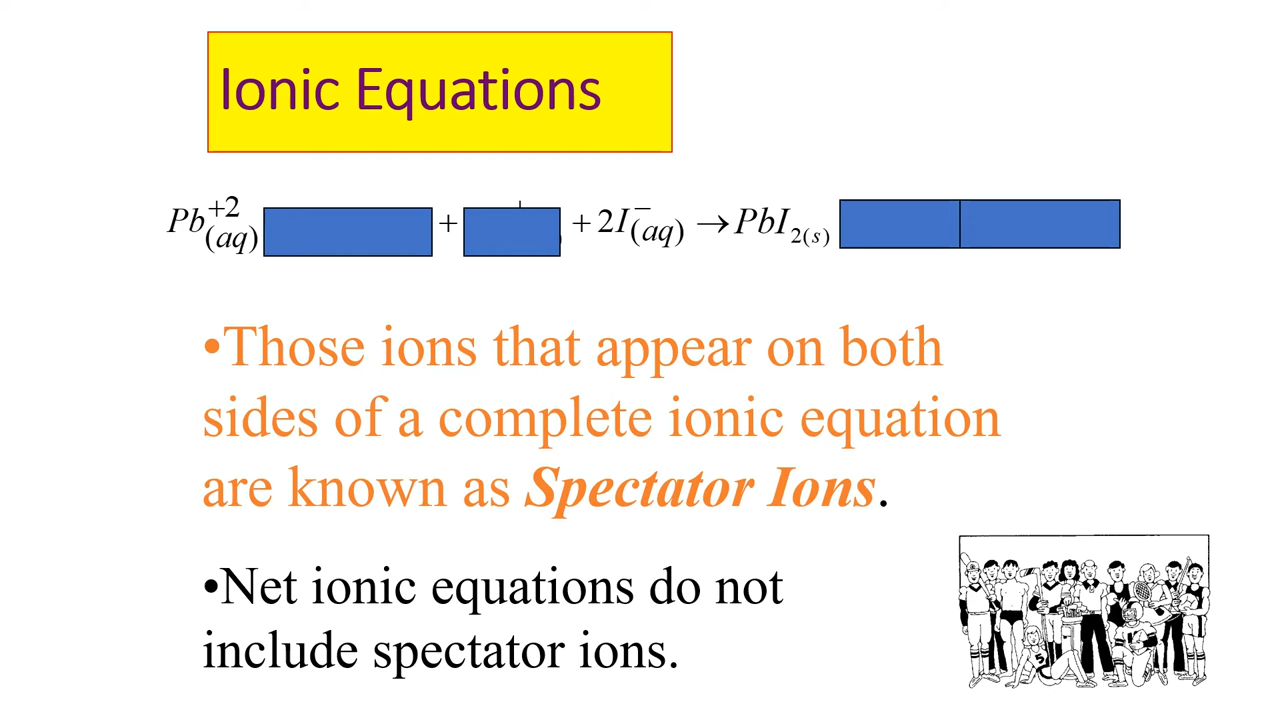 Ionic Equations
Pb⁺²(aq) + + 2I⁻(aq) → PbI₂(s)
•Those ions that appear on both
sides of a complete ionic equation
are known as Spectator Ions.
•Net ionic equations do not
include spectator ions.